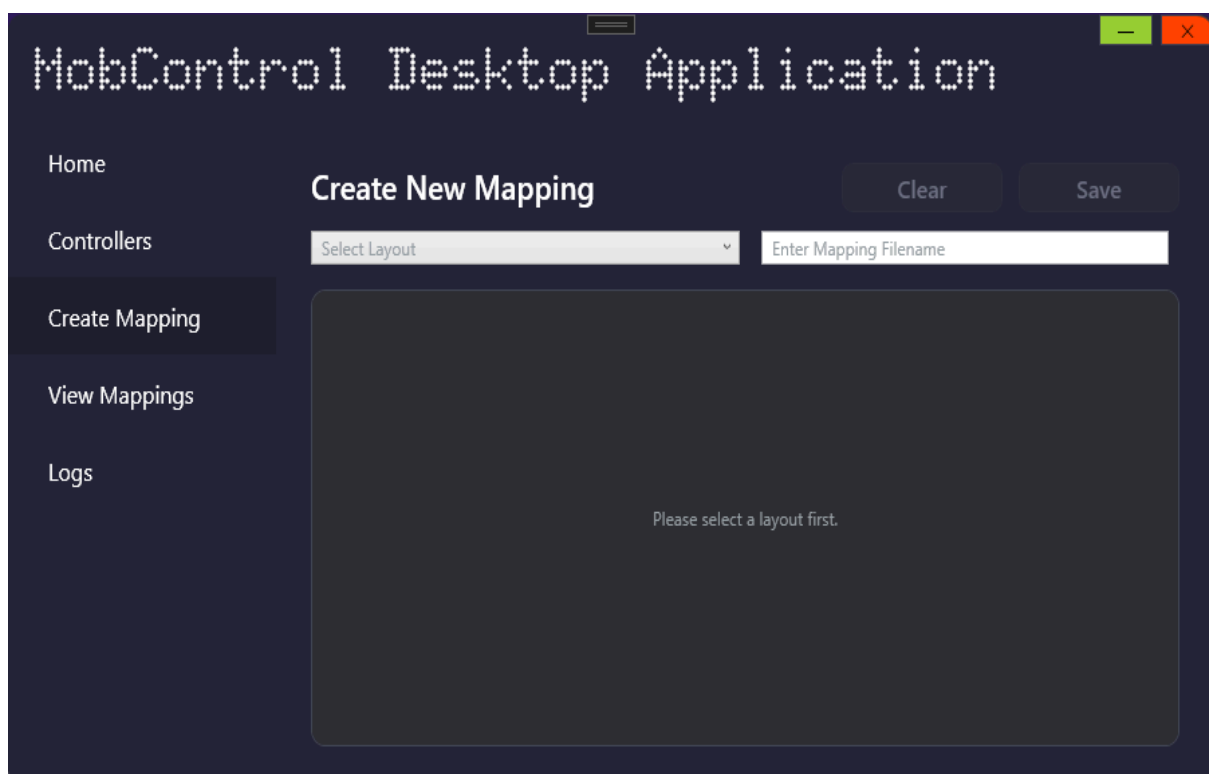 MobControl Desktop Application
— X
Home
Create New Mapping
Clear
Save
Controllers
Select Layout
Enter Mapping Filename
Create Mapping
View Mappings
Logs
Please select a layout first.